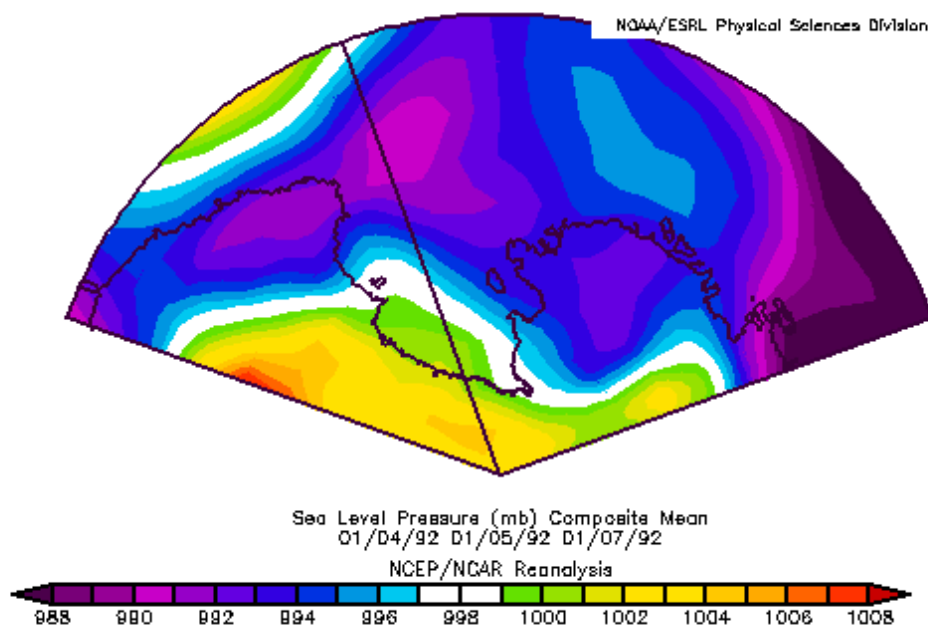 NOAA/ESRL Physical Sciences Division
Sea Level Pressure (mb) Composite Mean
01/04/92 01/05/92 01/07/92
NCEP/NCAR Reanalysis
988 990 992 994 996 998 1000 1002 1004 1006 1008